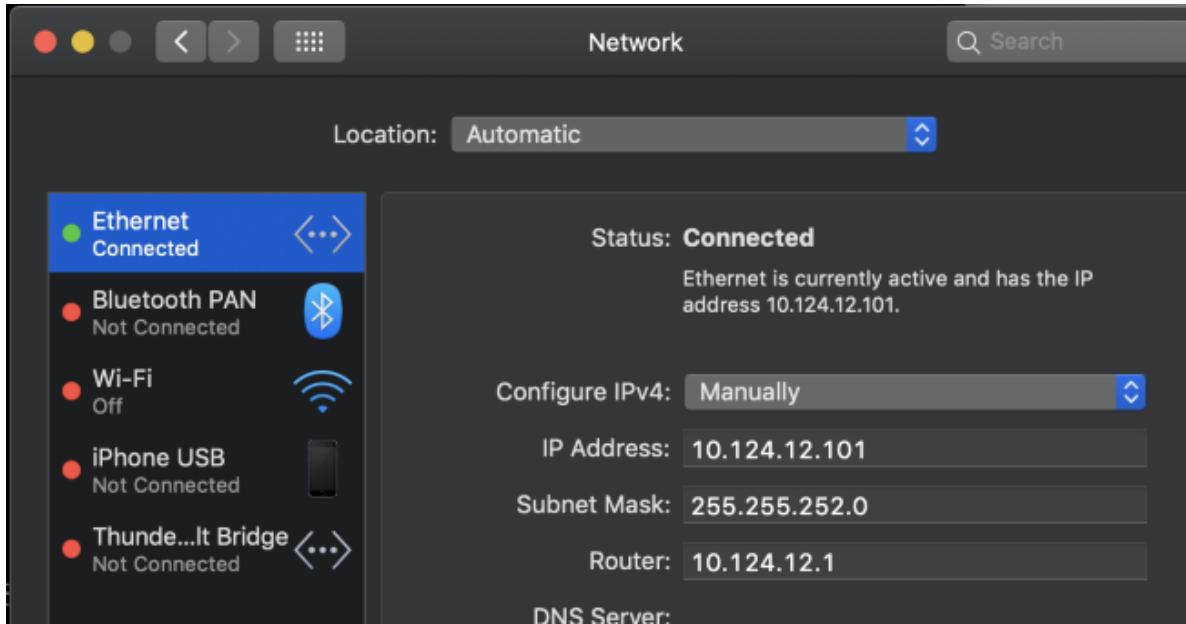 Network
Search
Location: Automatic
Ethernet
Connected
Bluetooth PAN
Not Connected
Wi-Fi
Off
iPhone USB
Not Connected
Thunde...lt Bridge
Not Connected
Status: Connected
Ethernet is currently active and has the IP
address 10.124.12.101.
Configure IPv4: Manually
IP Address: 10.124.12.101
Subnet Mask: 255.255.252.0
Router: 10.124.12.1
DNS Server: